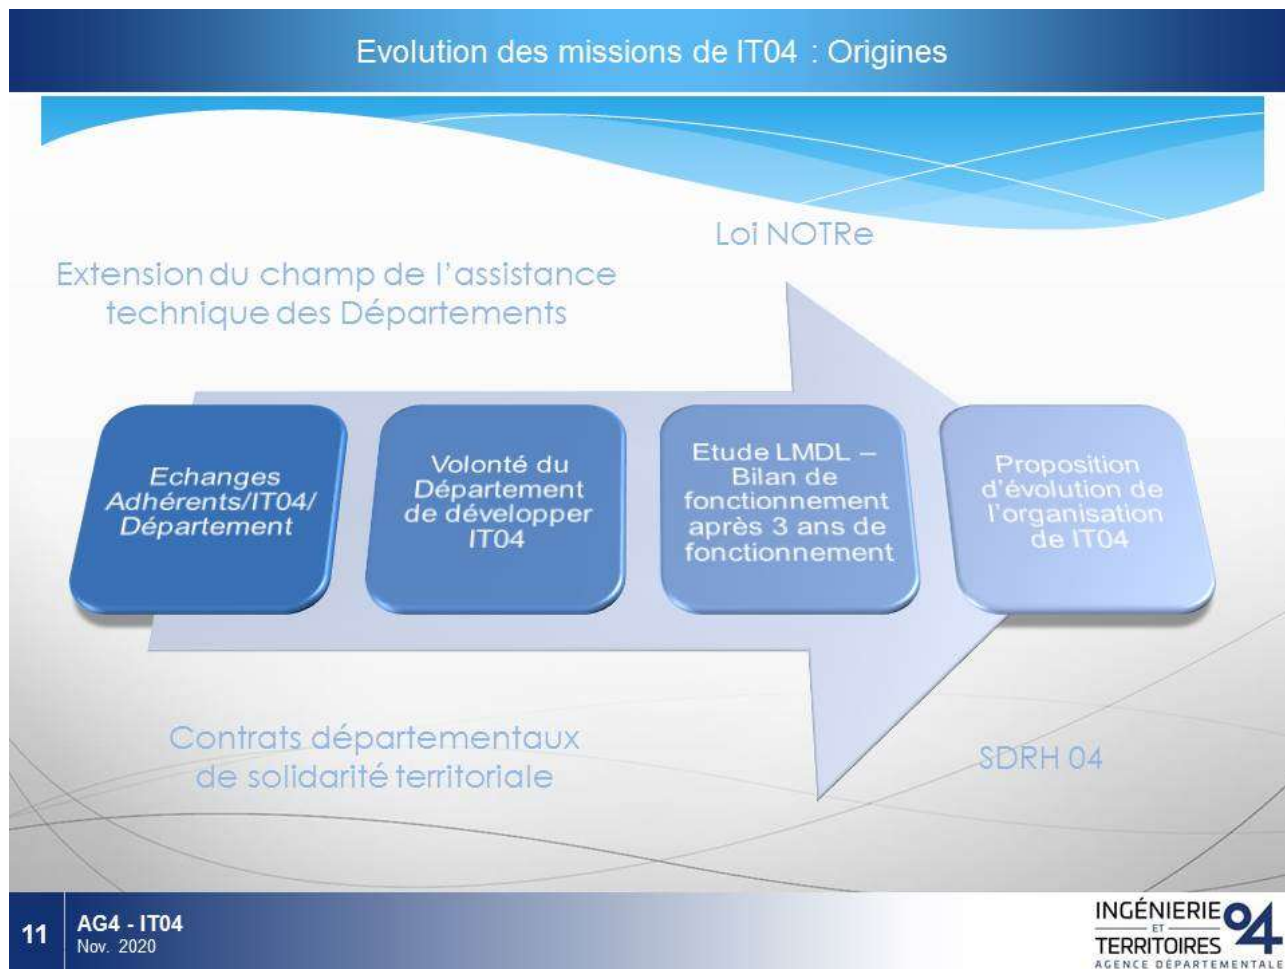 Evolution des missions de IT04 : Origines
Loi NOTRe
Extension du champ de l'assistance
technique des Départements
Echanges
Adhérents/IT04/
Département
Volonté du
Département
de développer
IT04
Etude LMDL –
Bilan de
fonctionnement
après 3 ans de
fonctionnement
Proposition
d'évolution de
l'organisation
de IT04
Contrats départementaux
de solidarité territoriale
SDRH 04
11
AG4 - IT04
Nov. 2020
INGÉNIERIE
ET
TERRITOIRES
04
AGENCE DÉPARTEMENTALE